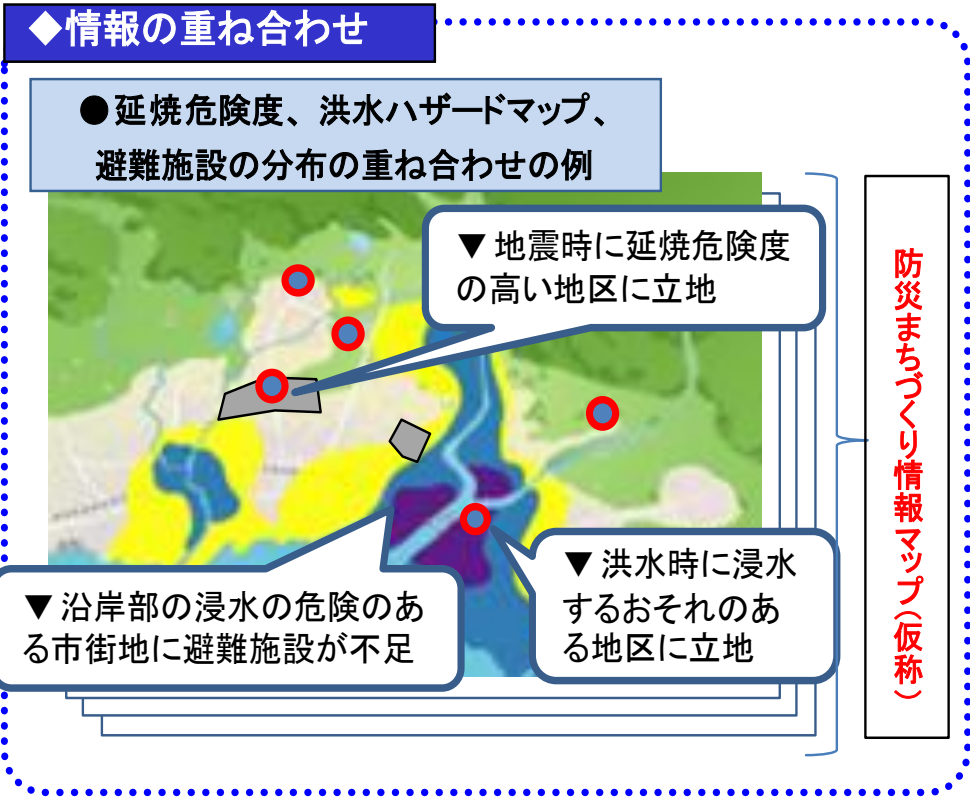 ◆情報の重ね合わせ
●延焼危険度、洪水ハザードマップ、
避難施設の分布の重ね合わせの例
▼ 地震時に延焼危険度
の高い地区に立地
▼ 沿岸部の浸水の危険のあ
る市街地に避難施設が不足
▼ 洪水時に浸水
するおそれのあ
る地区に立地
防災まちづくり情報マップ（仮称）